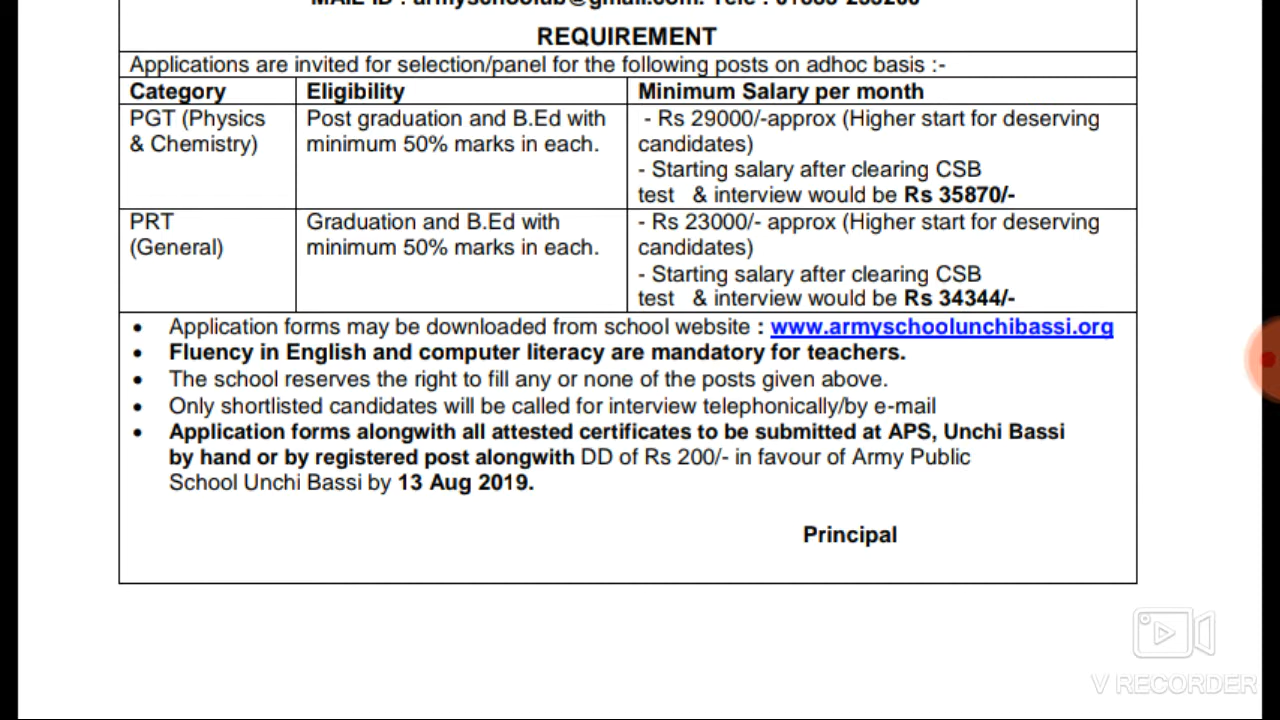 REQUIREMENT
Applications are invited for selection/panel for the following posts on adhoc basis :-
Category Eligibility Minimum Salary per month
PGT (Physics
& Chemistry)
Post graduation and B.Ed with
minimum 50% marks in each.
- Rs 29000/-approx (Higher start for deserving
candidates)
- Starting salary after clearing CSB
test & interview would be Rs 35870/-
PRT
(General)
Graduation and B.Ed with
minimum 50% marks in each.
- Rs 23000/- approx (Higher start for deserving
candidates)
- Starting salary after clearing CSB
test & interview would be Rs 34344/-
• Application forms may be downloaded from school website : www.armyschoolunchibassi.org
• Fluency in English and computer literacy are mandatory for teachers.
• The school reserves the right to fill any or none of the posts given above.
• Only shortlisted candidates will be called for interview telephonically/by e-mail
• Application forms alongwith all attested certificates to be submitted at APS, Unchi Bassi
by hand or by registered post alongwith DD of Rs 200/- in favour of Army Public
School Unchi Bassi by 13 Aug 2019.
Principal
V RECORDER